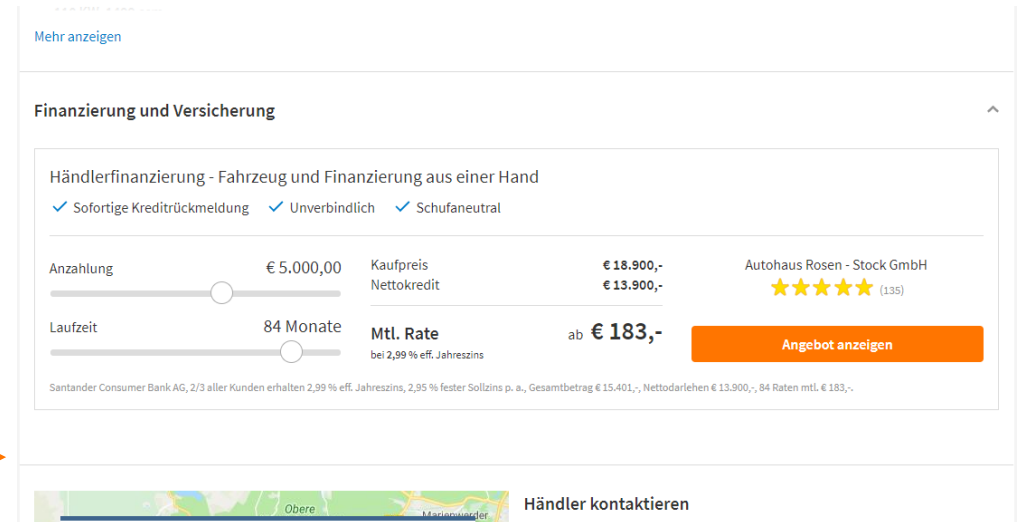 Mehr anzeigen
Finanzierung und Versicherung
Händlerfinanzierung - Fahrzeug und Finanzierung aus einer Hand
Sofortige Kreditrückmeldung Unverbindlich Schufaneutral
Anzahlung € 5.000,00
Laufzeit 84 Monate
Kaufpreis € 18.900,-
Nettokredit € 13.900,-
Mtl. Rate ab € 183,-
bei 2,99 % eff. Jahreszins
Autohaus Rosen - Stock GmbH
(135)
Angebot anzeigen
Santander Consumer Bank AG, 2/3 aller Kunden erhalten 2,99 % eff. Jahreszins, 2,95 % fester Sollzins p. a., Gesamtbetrag € 15.401,-, Nettodarlehen € 13.900,-, 84 Raten mtl. € 183,-.
Obere
Marienwerder
Händler kontaktieren